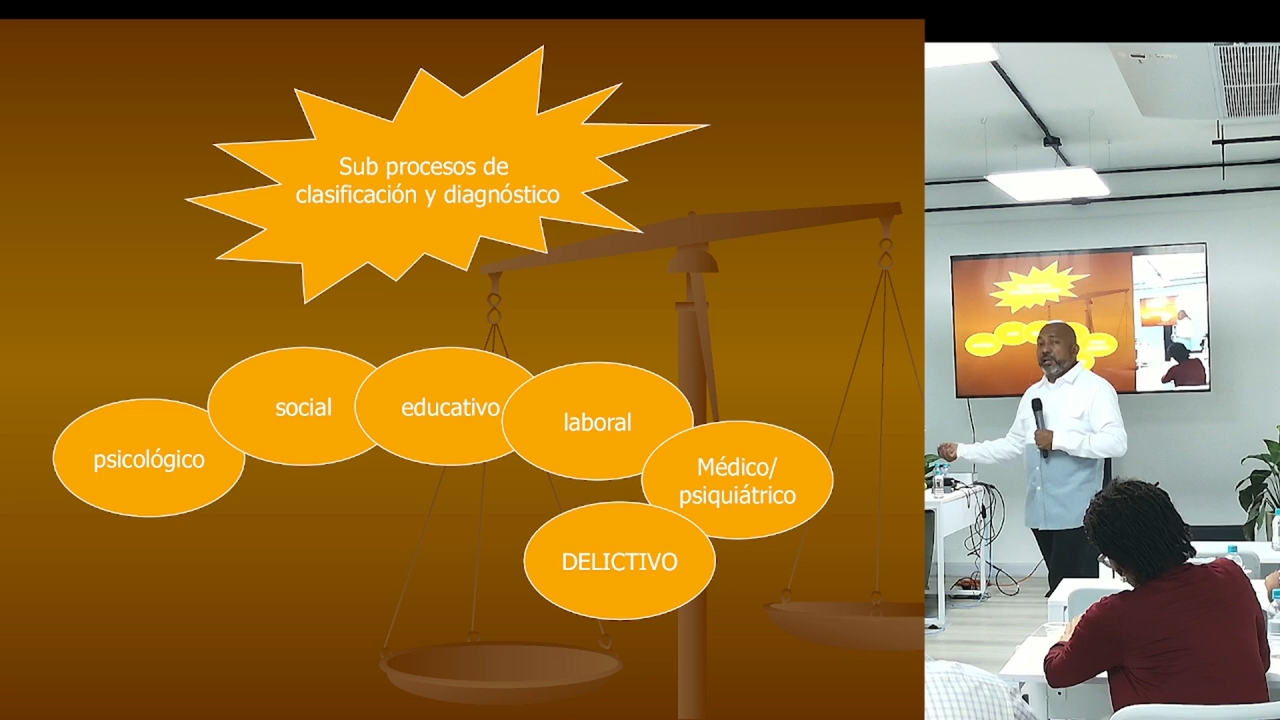 Sub procesos de
clasificación y diagnóstico
psicológico
social
educativo
laboral
Médico/
psiquiátrico
DELICTIVO